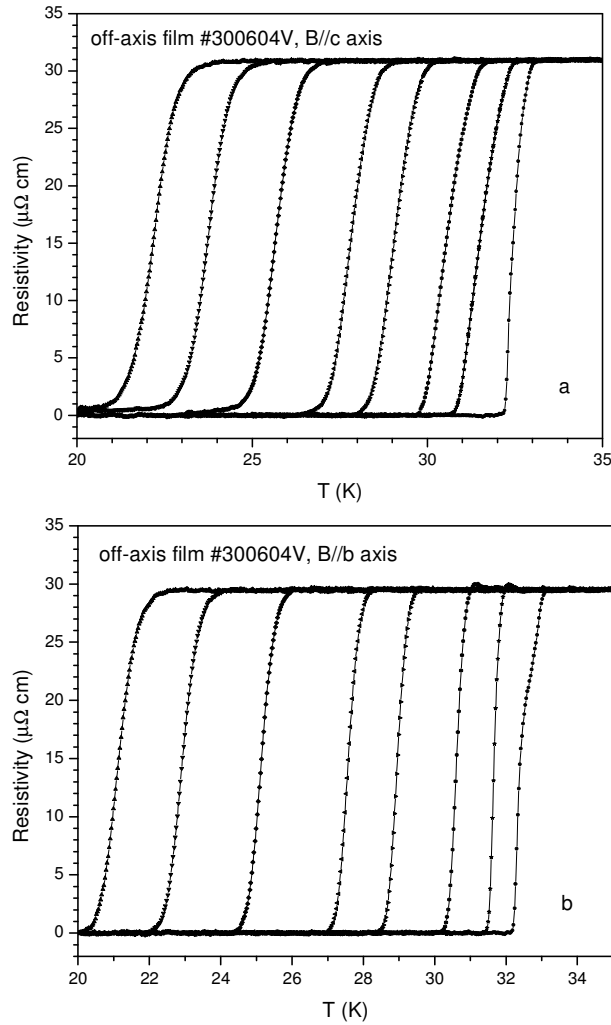 35
off-axis film #300604V, B//c axis
30
25
20
15
10
5
0
Resistivity (μΩ cm)
a
20 25 30 35
T (K)
35
off-axis film #300604V, B//b axis
30
25
20
15
10
5
0
Resistivity (μΩ cm)
b
20 22 24 26 28 30 32 34
T (K)